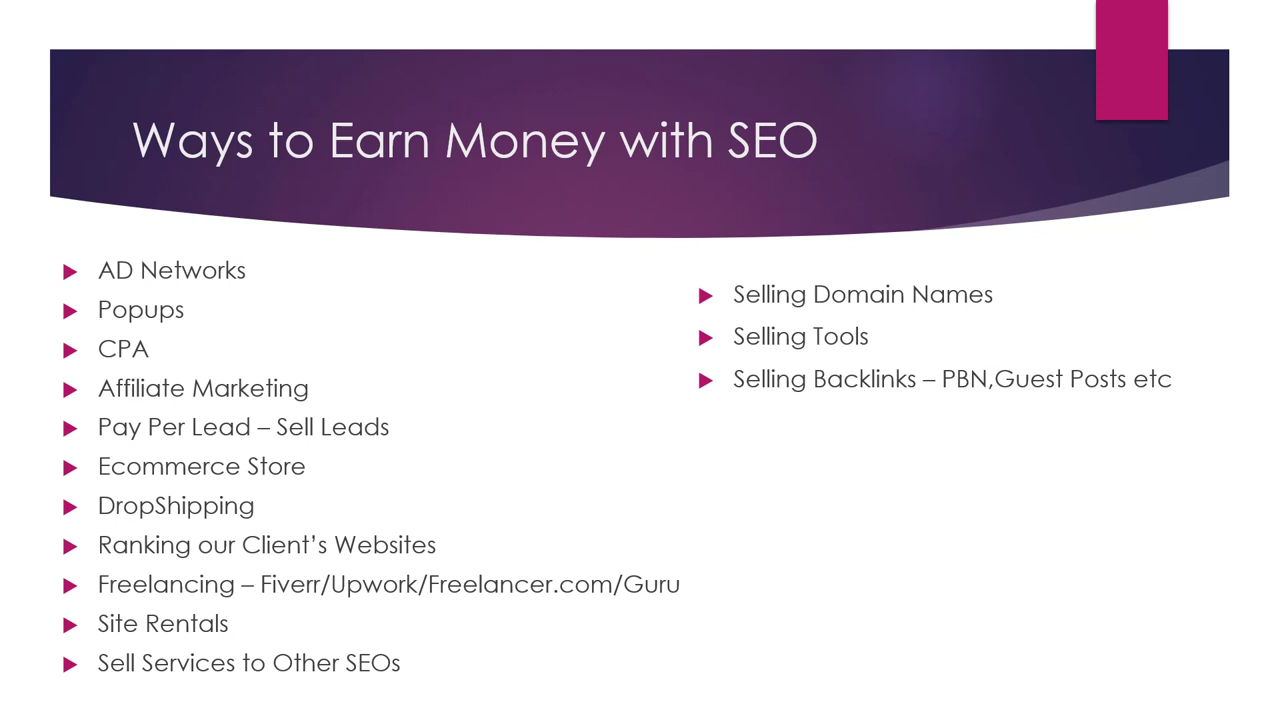 Ways to Earn Money with SEO
AD Networks
Popups
CPA
Affiliate Marketing
Pay Per Lead – Sell Leads
Ecommerce Store
DropShipping
Ranking our Client’s Websites
Freelancing – Fiverr/Upwork/Freelancer.com/Guru
Site Rentals
Sell Services to Other SEOs
Selling Domain Names
Selling Tools
Selling Backlinks – PBN,Guest Posts etc